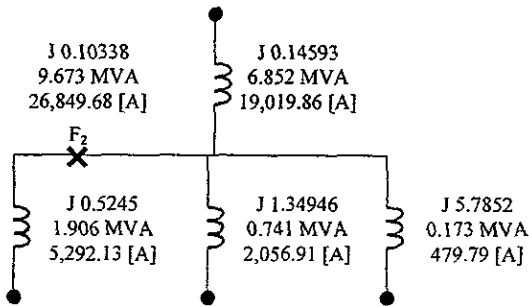 J 0.10338
9.673 MVA
26,849.68 [A]
J 0.14593
6.852 MVA
19,019.86 [A]
F2
J 0.5245
1.906 MVA
5,292.13 [A]
J 1.34946
0.741 MVA
2,056.91 [A]
J 5.7852
0.173 MVA
479.79 [A]